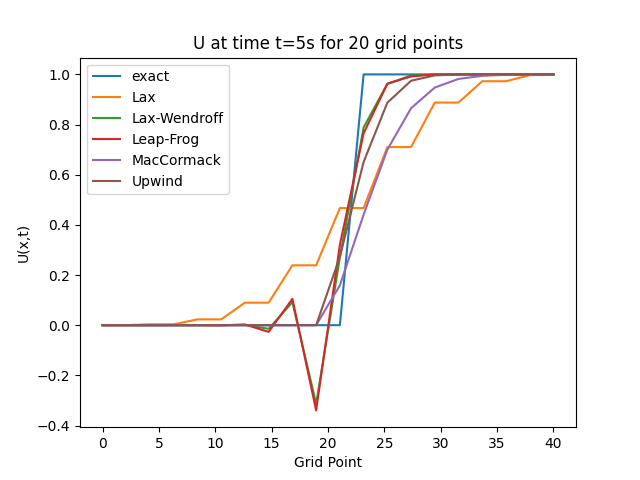 U at time t=5s for 20 grid points
exact
Lax
Lax-Wendroff
Leap-Frog
MacCormack
Upwind
U(x,t)
1.0
0.8
0.6
0.4
0.2
0.0
−0.2
−0.4
0 5 10 15 20 25 30 35 40
Grid Point